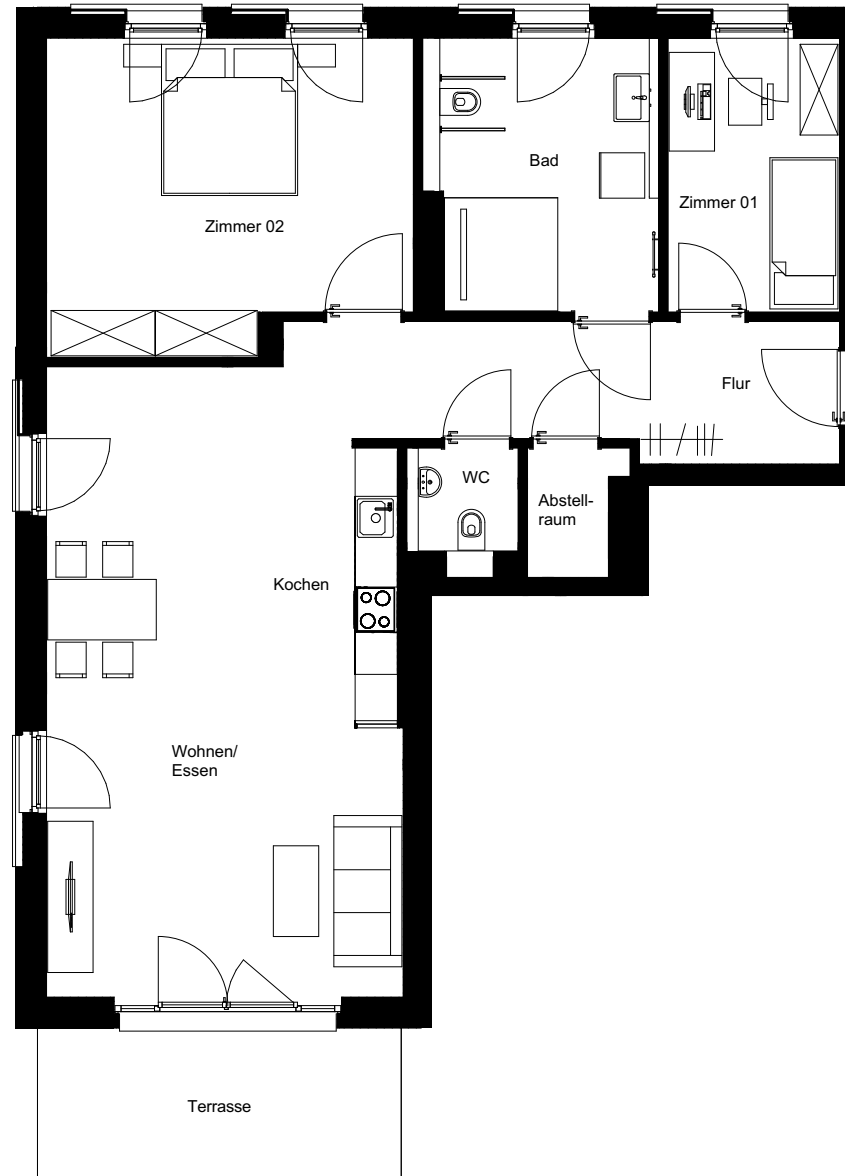 Bad
Zimmer 01
Zimmer 02
Flur
WC
Abstell-
raum
Kochen
Wohnen/
Essen
Terrasse